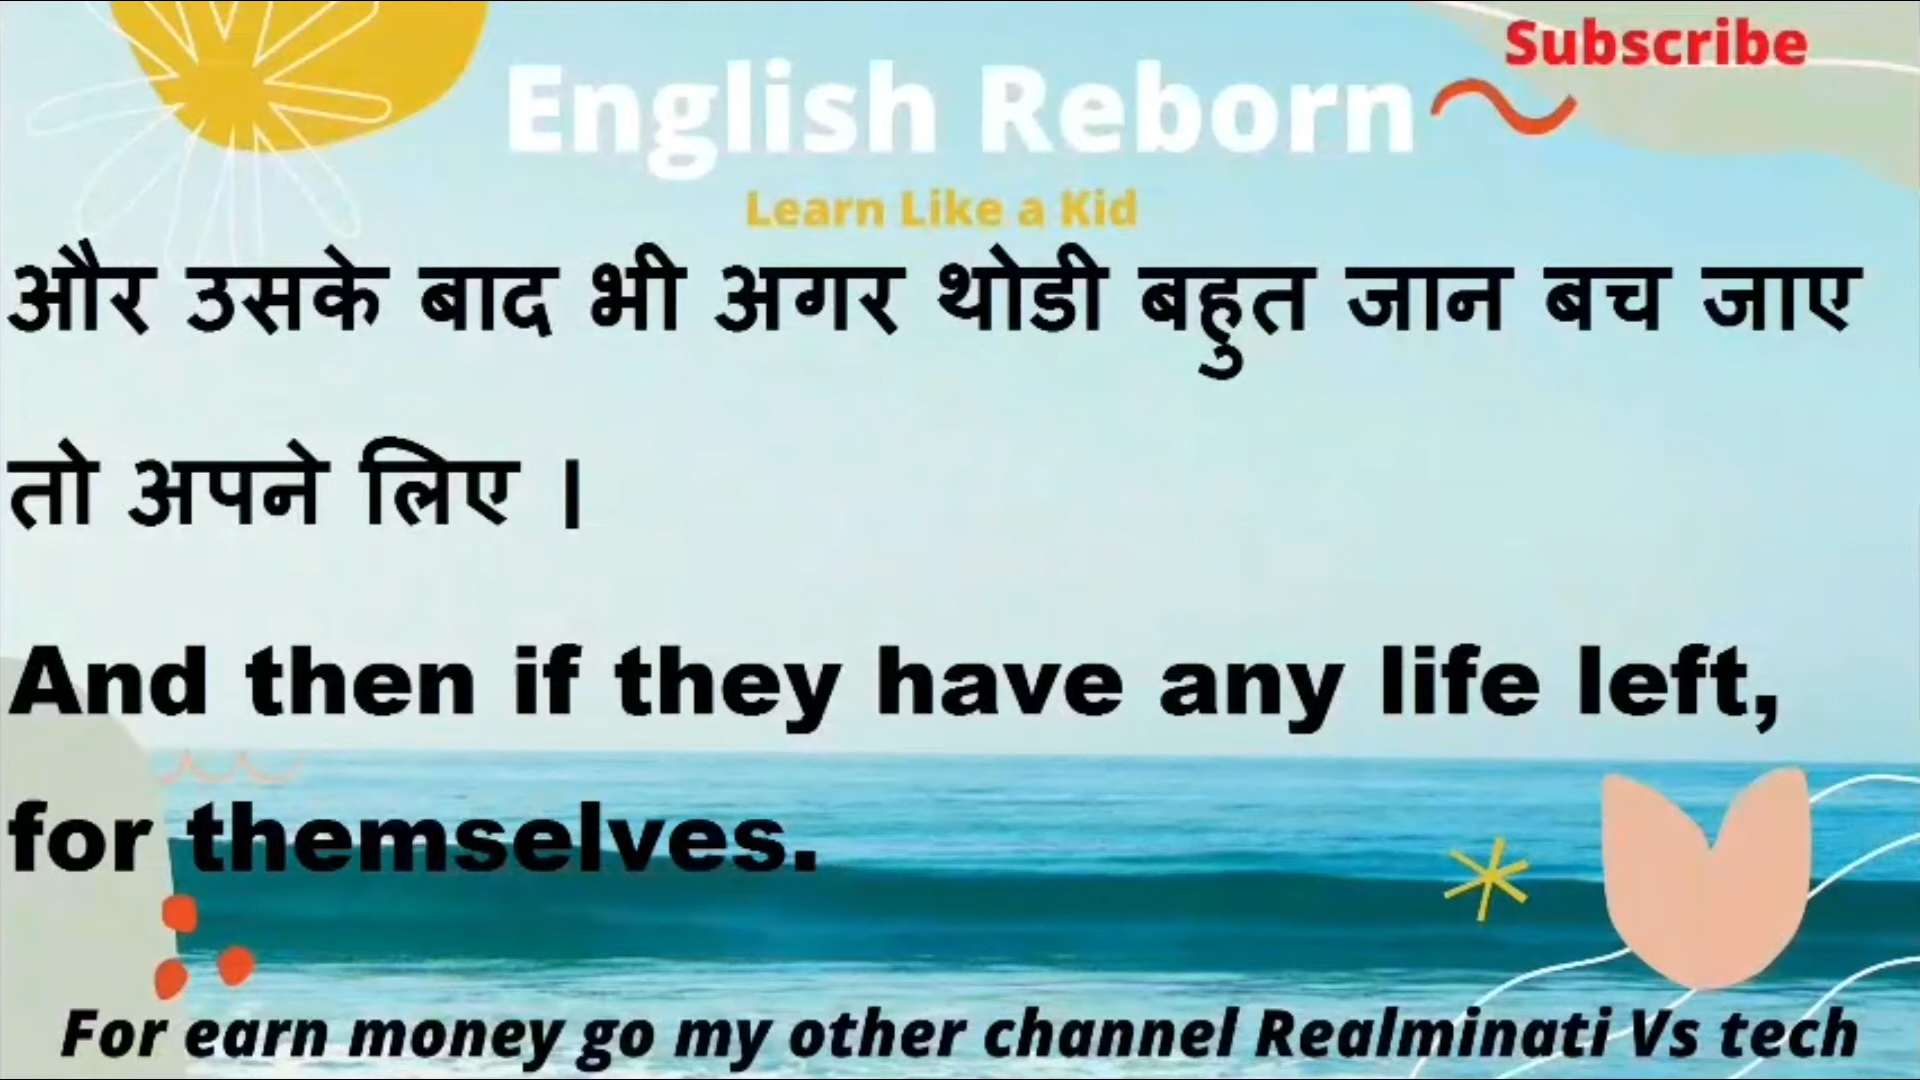 Subscribe
English Reborn
Learn Like a Kid
और उसके बाद भी अगर थोडी बहुत जान बच जाए
तो अपने लिए ।
And then if they have any life left,
for themselves.
For earn money go my other channel Realminati Vs tech